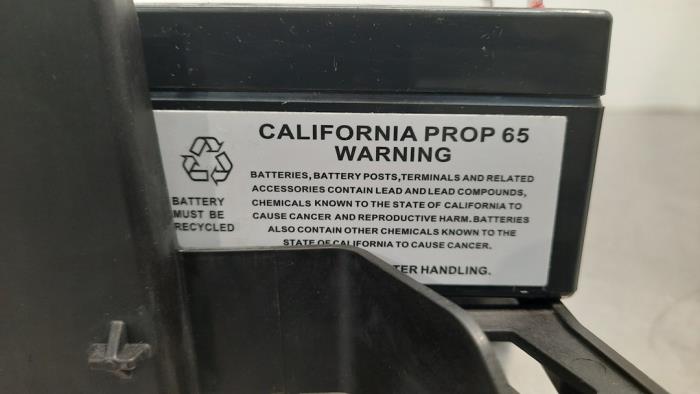 CALIFORNIA PROP 65
WARNING
BATTERIES, BATTERY POSTS, TERMINALS AND RELATED
ACCESSORIES CONTAIN LEAD AND LEAD COMPOUNDS,
CHEMICALS KNOWN TO THE STATE OF CALIFORNIA TO
CAUSE CANCER AND REPRODUCTIVE HARM. BATTERIES
ALSO CONTAIN OTHER CHEMICALS KNOWN TO THE
STATE OF CALIFORNIA TO CAUSE CANCER.
HANDLING.
BATTERY
MUST BE
RECYCLED